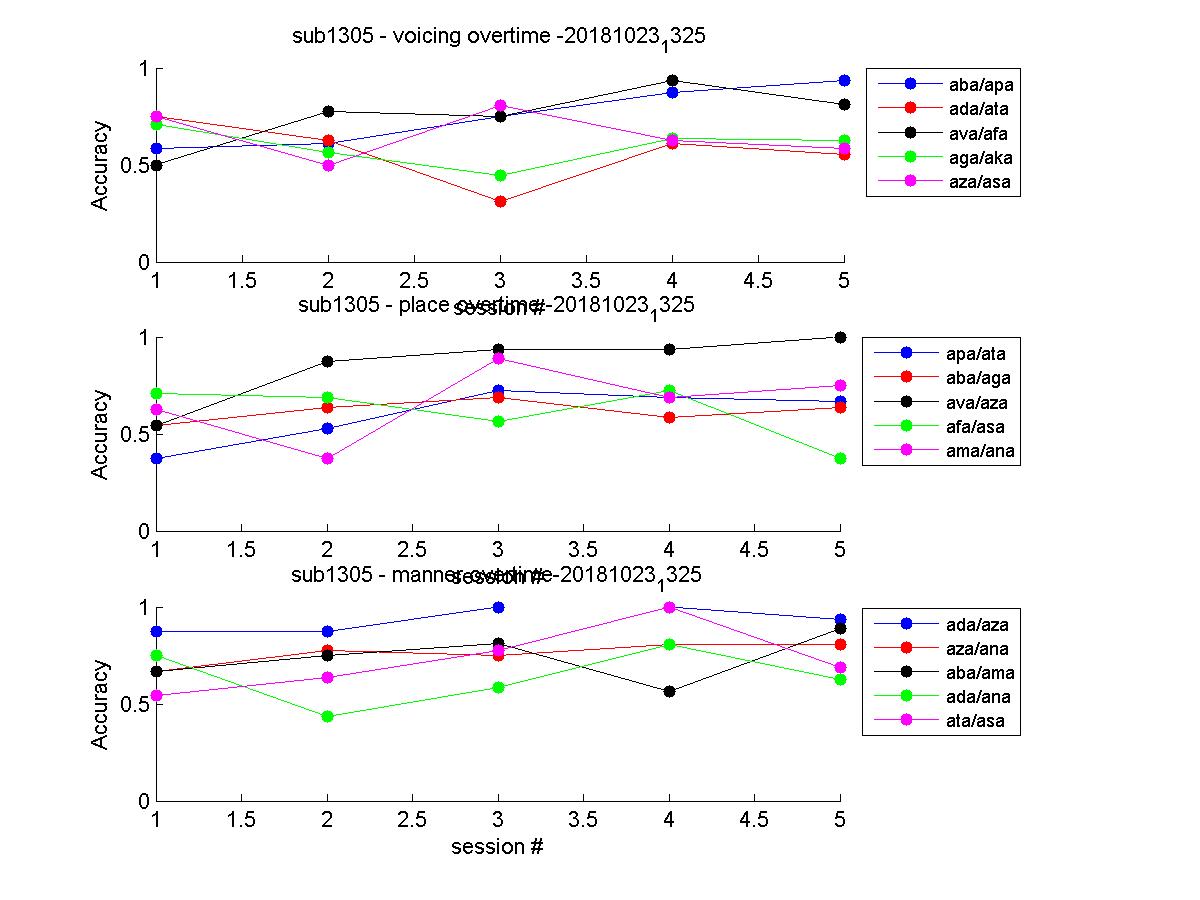 sub1305 - voicing overtime -20181023₁325
1
0.5
0
Accuracy
1 1.5 2 2.5 3 3.5 4 4.5 5
session #
aba/apa
ada/ata
ava/afa
aga/aka
aza/asa
sub1305 - place overtime -20181023₁325
1
0.5
0
Accuracy
1 1.5 2 2.5 3 3.5 4 4.5 5
session #
apa/ata
aba/aga
ava/aza
afa/asa
ama/ana
sub1305 - manner overtime -20181023₁325
1
0.5
0
Accuracy
1 1.5 2 2.5 3 3.5 4 4.5 5
session #
ada/aza
aza/ana
aba/ama
ada/ana
ata/asa